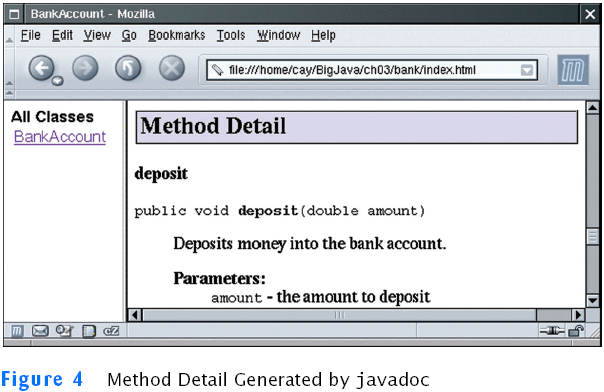 BankAccount - Mozilla
File Edit View Go Bookmarks Tools Window Help
file:///home/cay/BigJava/ch03/bank/index.html
All Classes
BankAccount
Method Detail
deposit
public void deposit(double amount)
Deposits money into the bank account.
Parameters:
amount - the amount to deposit
Figure 4 Method Detail Generated by javadoc